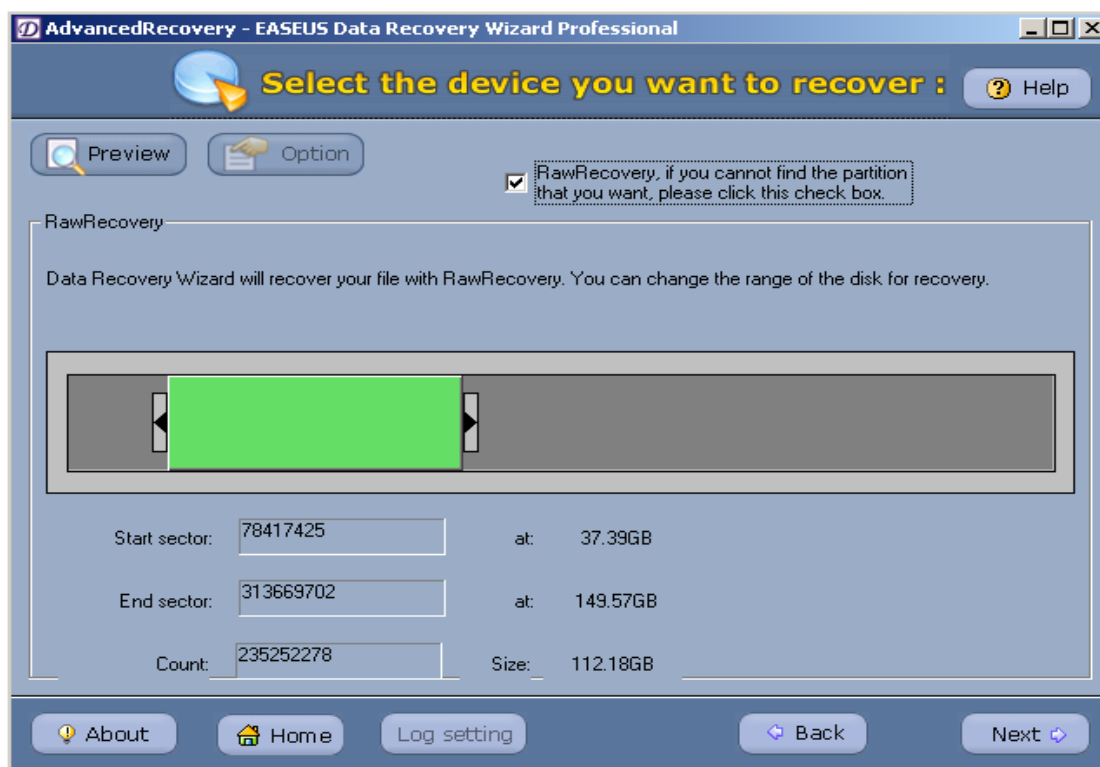 AdvancedRecovery - EASEUS Data Recovery Wizard Professional
Select the device you want to recover :
Help
Preview
Option
RawRecovery, if you cannot find the partition
that you want, please click this check box.
RawRecovery
Data Recovery Wizard will recover your file with RawRecovery. You can change the range of the disk for recovery.
Start sector: 78417425 at: 37.39GB
End sector: 313669702 at: 149.57GB
Count: 235252278 Size: 112.18GB
About
Home
Log setting
Back
Next